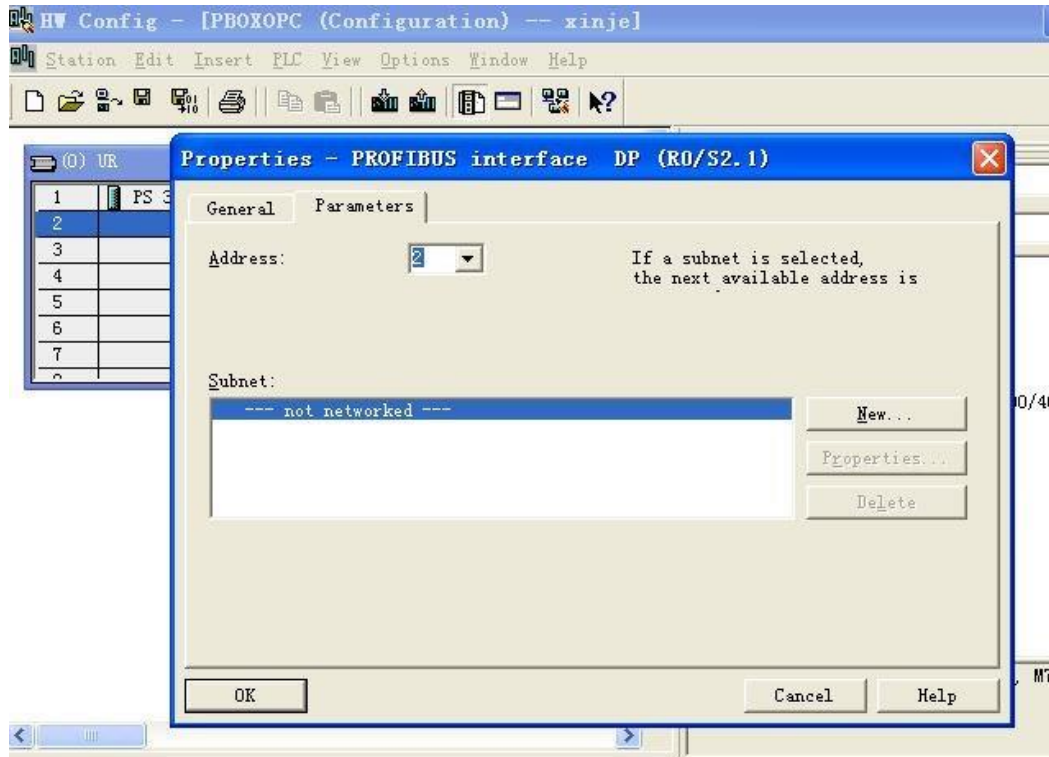 HW Config - [PBOXOPC (Configuration) -- xinje]
Station Edit Insert PLC View Options Window Help
(0) UR
1 PS 3
2
3
4
5
6
7
Properties - PROFIBUS interface DP (R0/S2.1)
General Parameters
Address: 2
If a subnet is selected,
the next available address is
Subnet:
--- not networked ---
New...
Properties...
Delete
OK Cancel Help